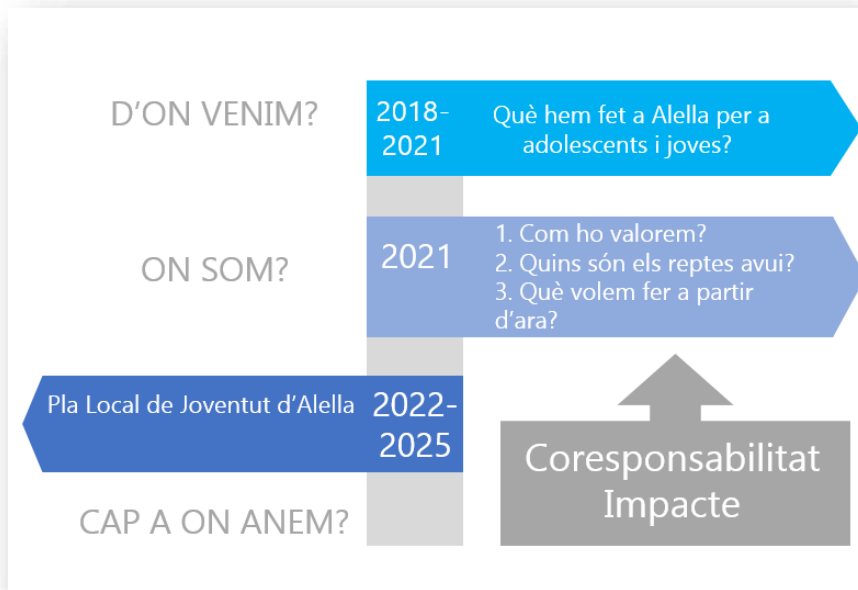 D'ON VENIM?
2018-
2021
Què hem fet a Alella per a
adolescents i joves?
ON SOM?
2021
1. Com ho valorem?
2. Quins són els reptes avui?
3. Què volem fer a partir
d'ara?
Pla Local de Joventut d'Alella
2022-
2025
Coresponsabilitat
Impacte
CAP A ON ANEM?